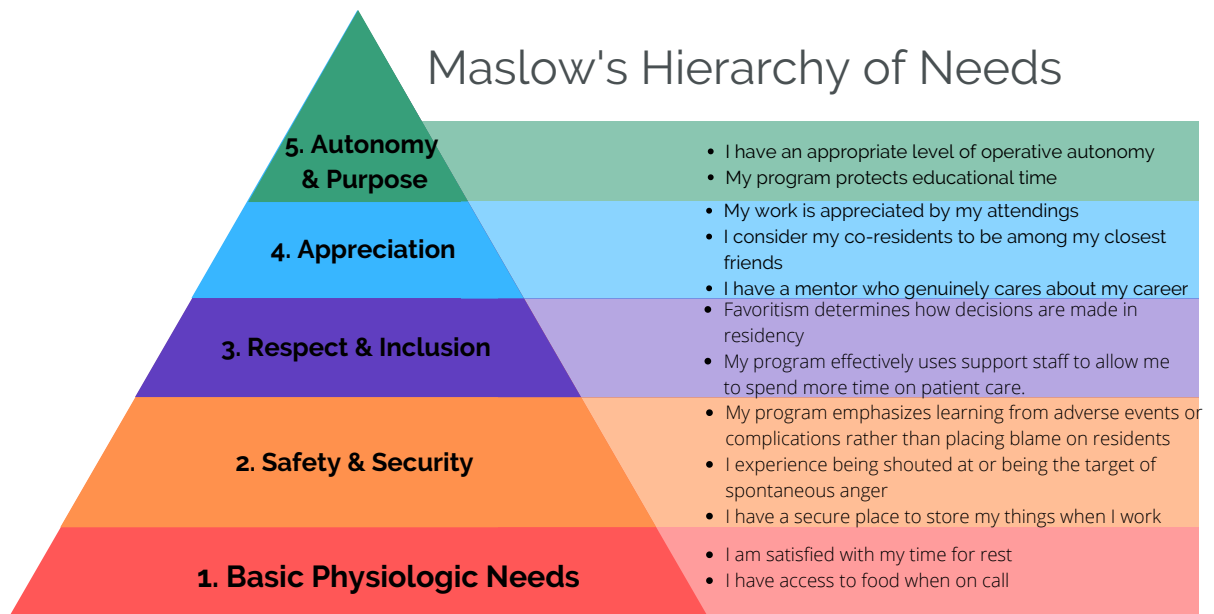 Maslow's Hierarchy of Needs
5. Autonomy
& Purpose
• I have an appropriate level of operative autonomy
• My program protects educational time
4. Appreciation
• My work is appreciated by my attendings
• I consider my co-residents to be among my closest
friends
• I have a mentor who genuinely cares about my career
3. Respect & Inclusion
• Favoritism determines how decisions are made in
residency
• My program effectively uses support staff to allow me
to spend more time on patient care.
2. Safety & Security
• My program emphasizes learning from adverse events or
complications rather than placing blame on residents
• I experience being shouted at or being the target of
spontaneous anger
• I have a secure place to store my things when I work
1. Basic Physiologic Needs
• I am satisfied with my time for rest
• I have access to food when on call